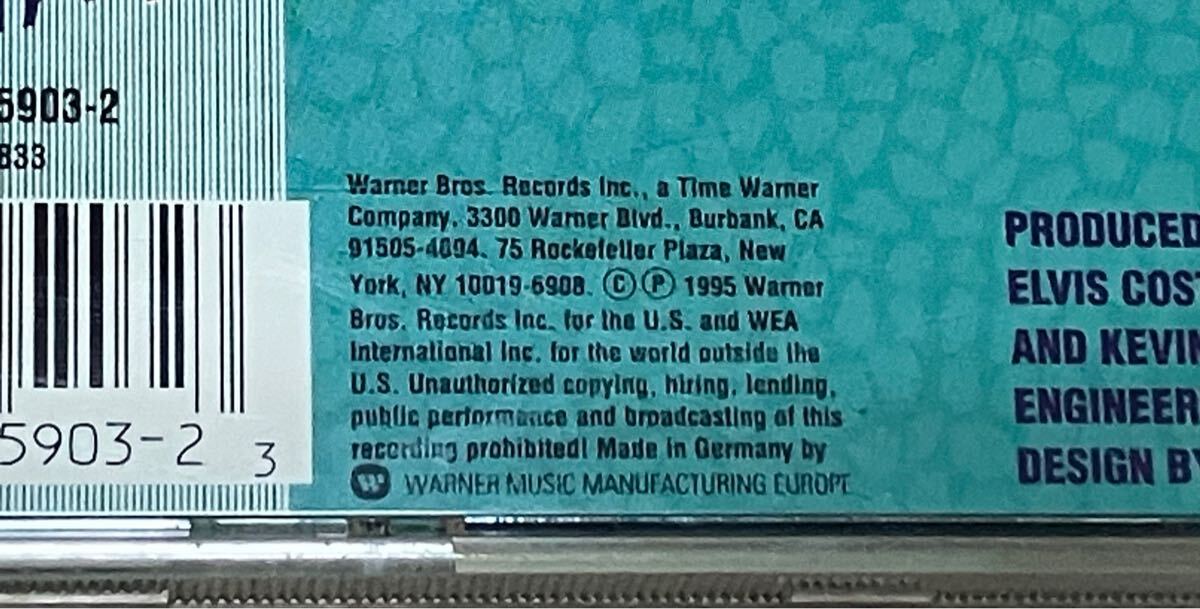 5903-2
833
5903-2 3
Warner Bros. Records Inc., a Time Warner
Company. 3300 Warner Blvd., Burbank, CA
91505-4694. 75 Rockefeller Plaza, New
York, NY 10019-6908. Ⓒ Ⓟ 1995 Warner
Bros. Records Inc. for the U.S. and WEA
International Inc. for the world outside the
U.S. Unauthorized copying, hiring, lending,
public performance and broadcasting of this
recording prohibited! Made in Germany by
WARNER MUSIC MANUFACTURING EUROPE
PRODUCED
ELVIS COS
AND KEVIN
ENGINEER
DESIGN BY